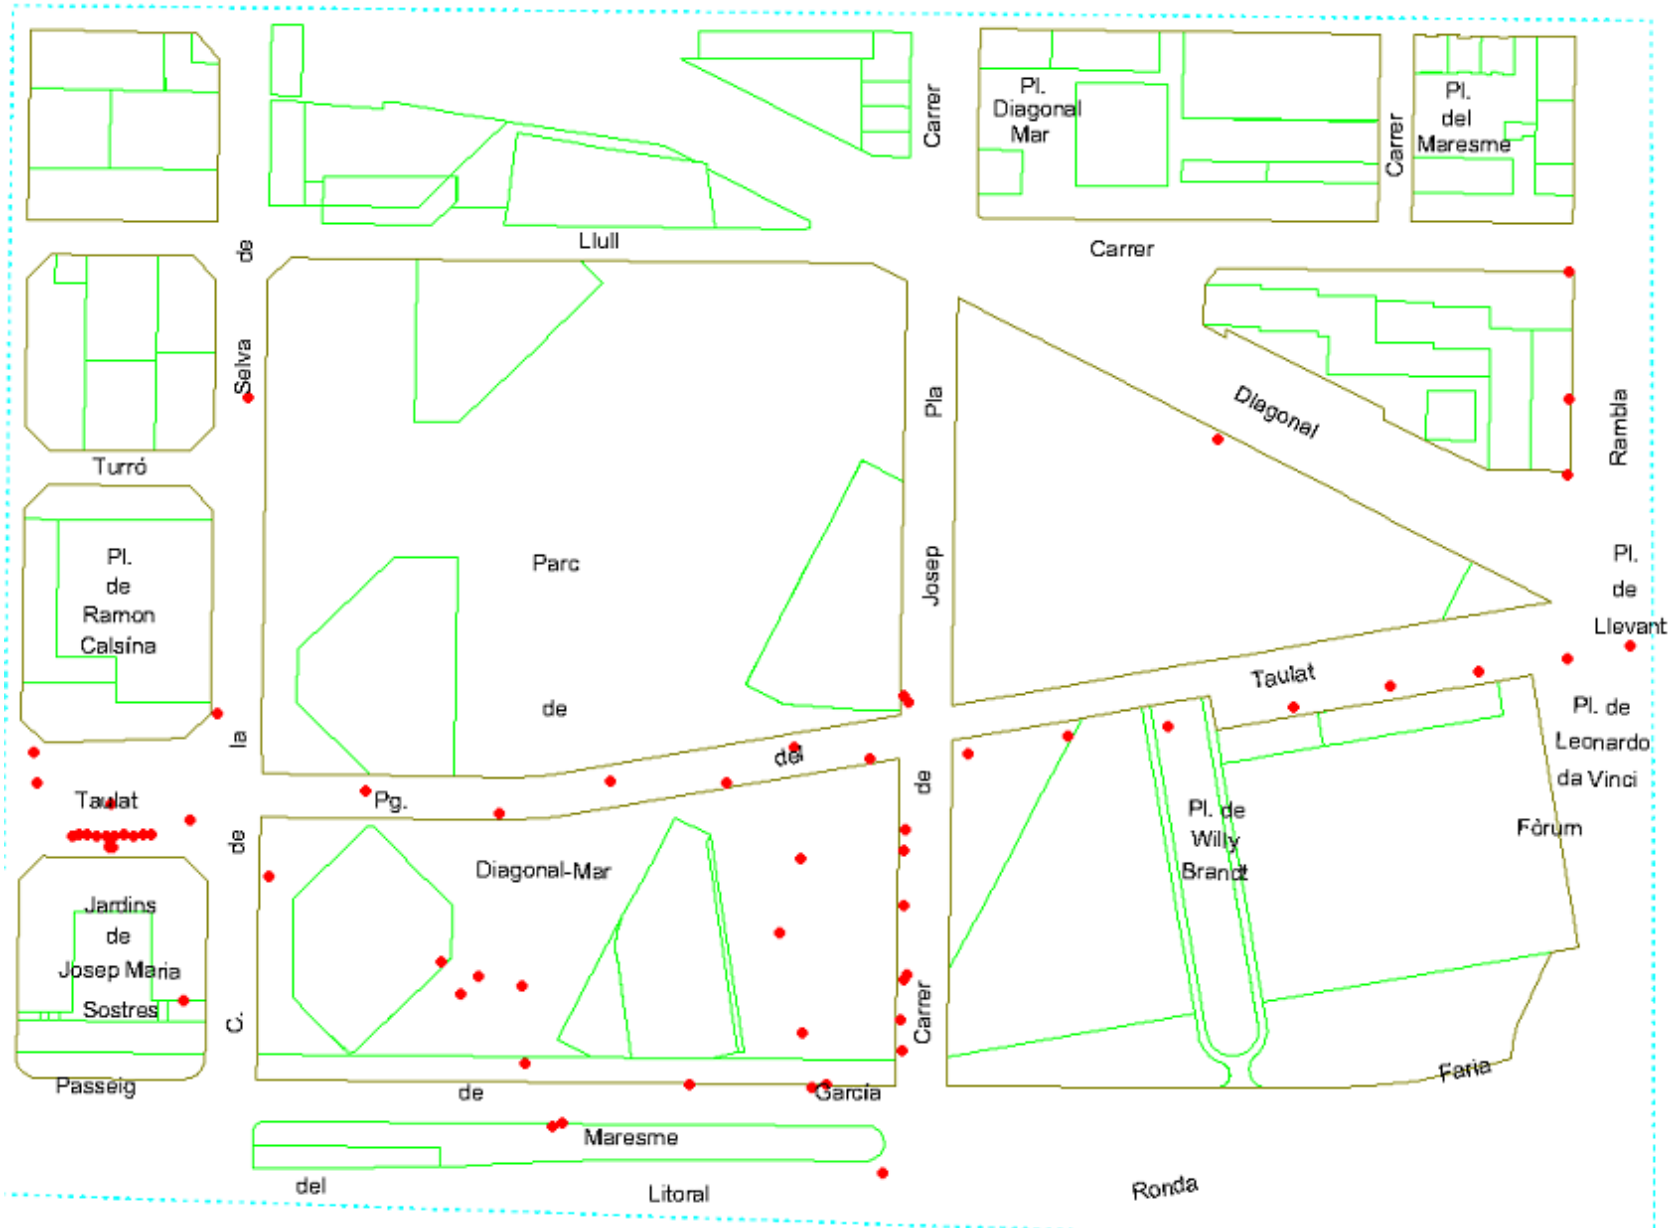 Carrer
Pl.
Diagonal
Mar
Carrer
Pl.
del
Maresme
de
Llull
Carrer
Selva
Pla
Diagonal
Rambla
Turró
Pl.
de
Ramon
Calsína
Parc
Josep
Pl.
de
Llevant
de
la
Taulat
Pl. de
Leonardo
da Vinci
del
de
Taulat
Pg.
Pl. de
Willy
Brandt
Fòrum
de
Diagonal-Mar
Jardins
de
Josep Maria
Sostres
C.
Carrer
Passeig
de
García
Faria
Maresme
del
Litoral
Ronda